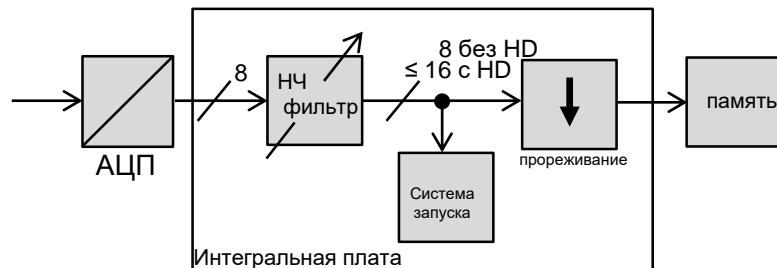 8 без HD
8
≤ 16 с HD
НЧ
фильтр
память
АЦП
прореживание
Система
запуска
Интегральная плата